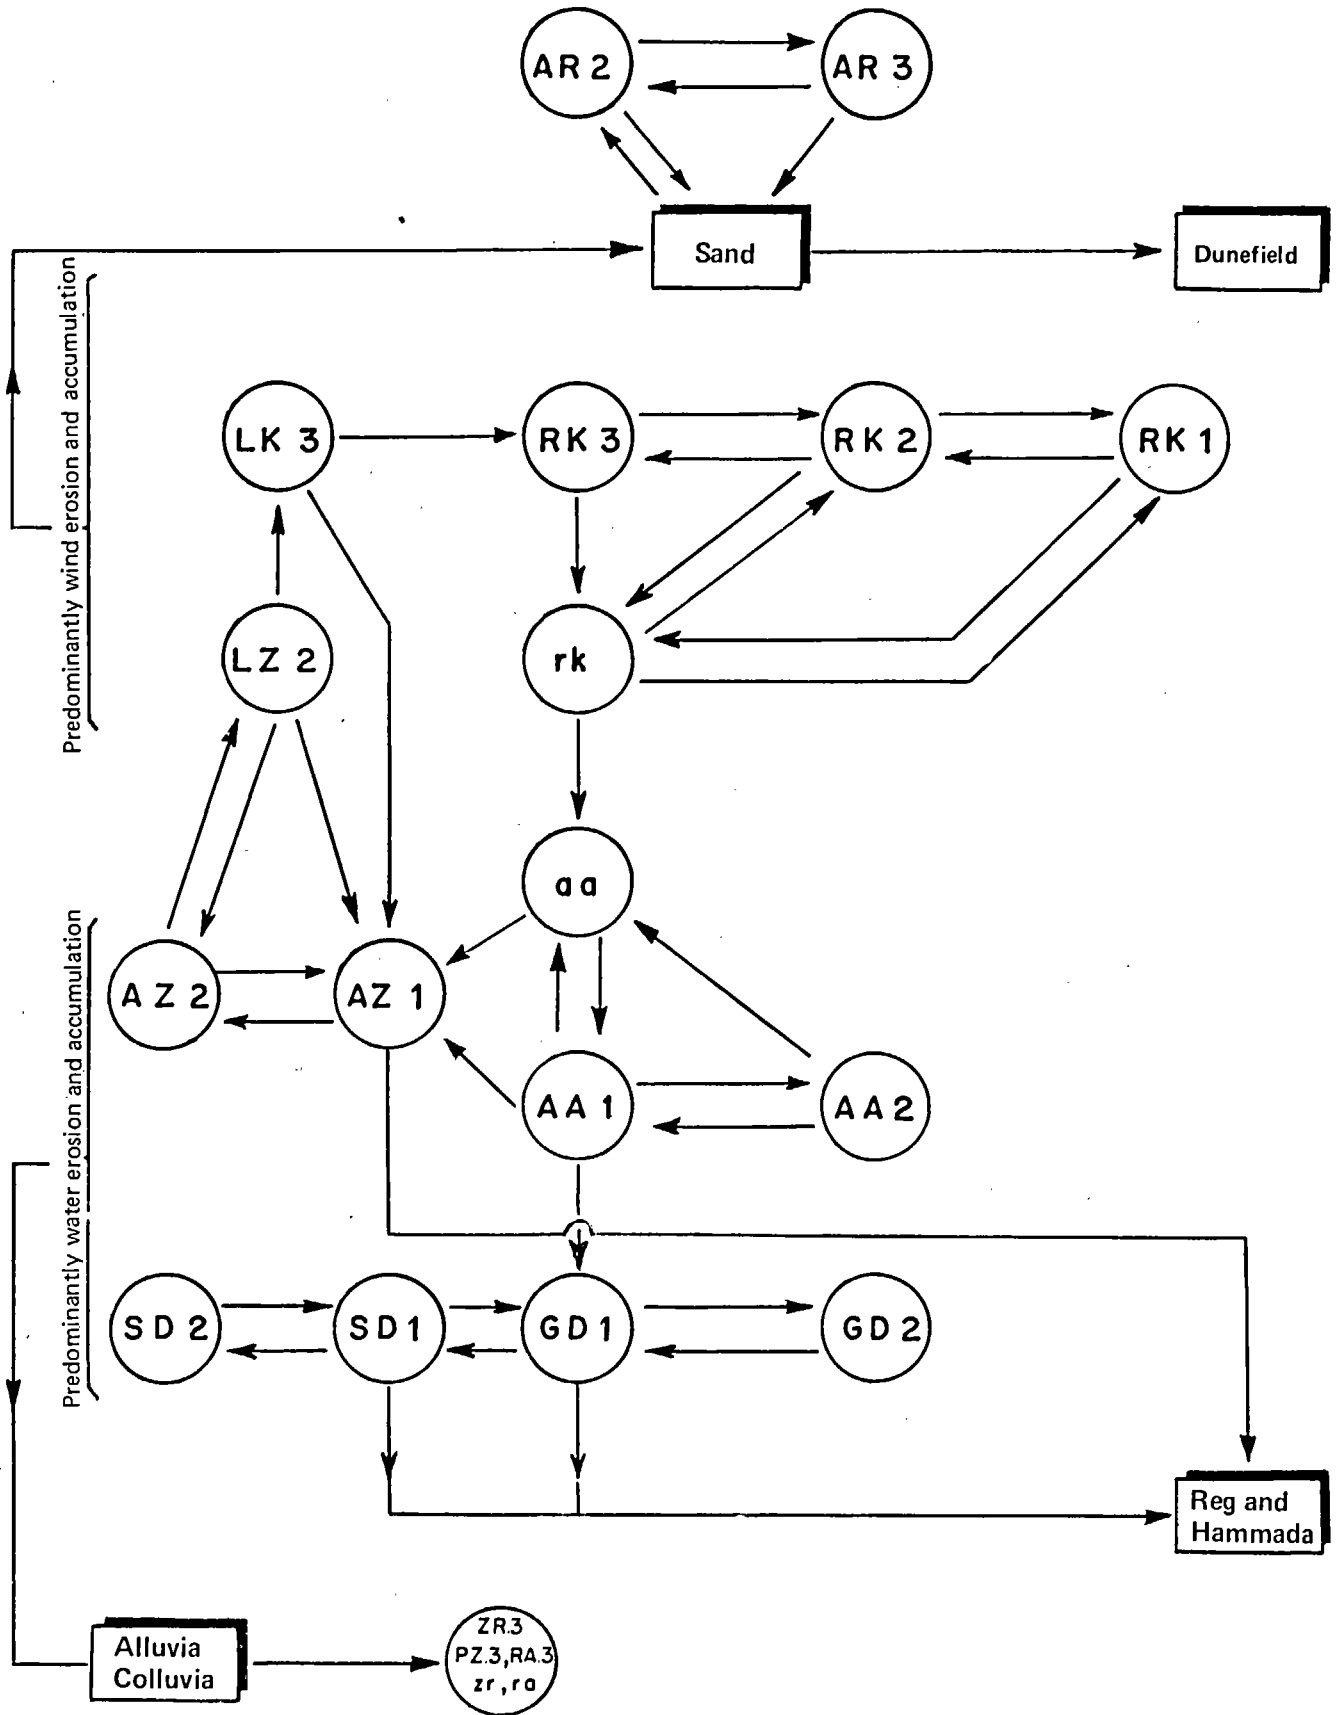 AR 2
AR 3
Sand
Dunefield
Predominantly wind erosion and accumulation
LK 3
RK 3
RK 2
RK 1
LZ 2
rk
aa
Predominantly water erosion and accumulation
AZ 2
AZ 1
AA 1
AA 2
SD 2
SD 1
GD 1
GD 2
Reg and
Hammada
Alluvia
Colluvia
ZR.3
PZ.3,RA.3
zr,ra